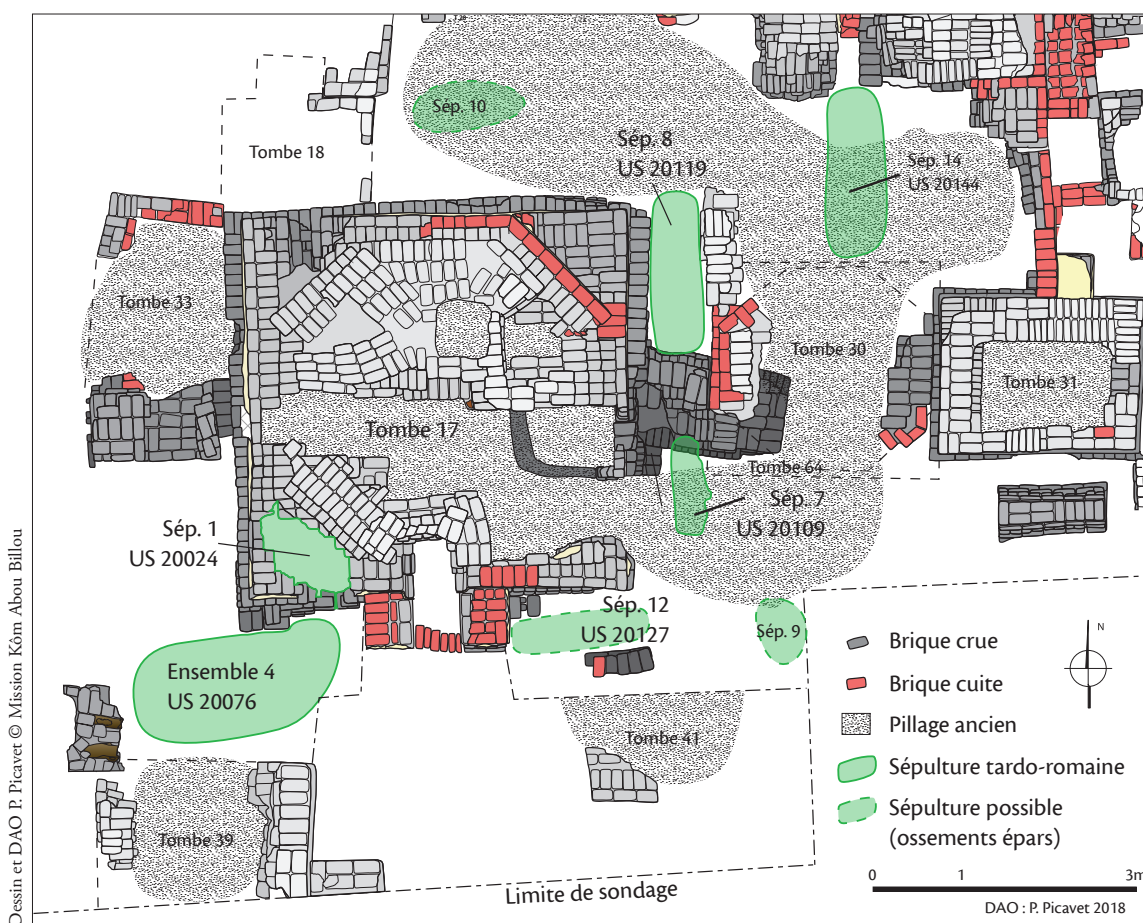 Sép. 10
Tombe 18
Sép. 8
US 20119
Sép. 14
US 20144
Tombe 33
Tombe 30
Tombe 31
Tombe 17
Tombe 64
Sép. 7
US 20109
Sép. 1
US 20024
Sép. 12
US 20127
Sép. 9
Ensemble 4
US 20076
Tombe 41
Tombe 39
Limite de sondage
N
Brique crue
Brique cuite
Pillage ancien
Sépulture tardo-romaine
Sépulture possible
(ossements épars)
0 1 3m
DAO : P. Picavet 2018
Dessin et DAO P. Picavet © Mission Kôm Abou Billou